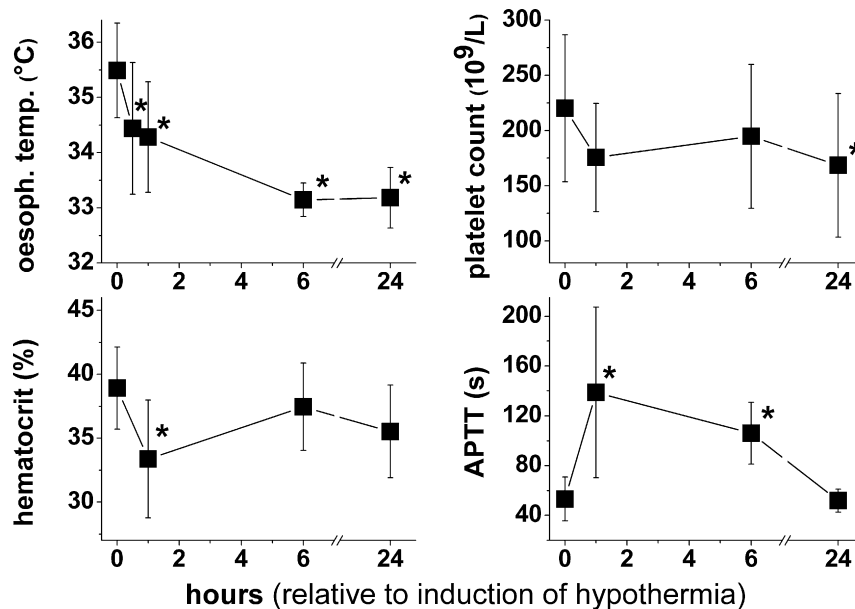 oesoph. temp. (°C)
36
35
34
33
32
0 2 4 6 24
* * * *
platelet count (10⁹/L)
300
250
200
175
150
100
0 2 4 6 24
*
hematocrit (%)
45
40
35
30
0 2 4 6 24
*
APTT (s)
200
160
120
80
40
0 2 4 6 24
* *
hours (relative to induction of hypothermia)